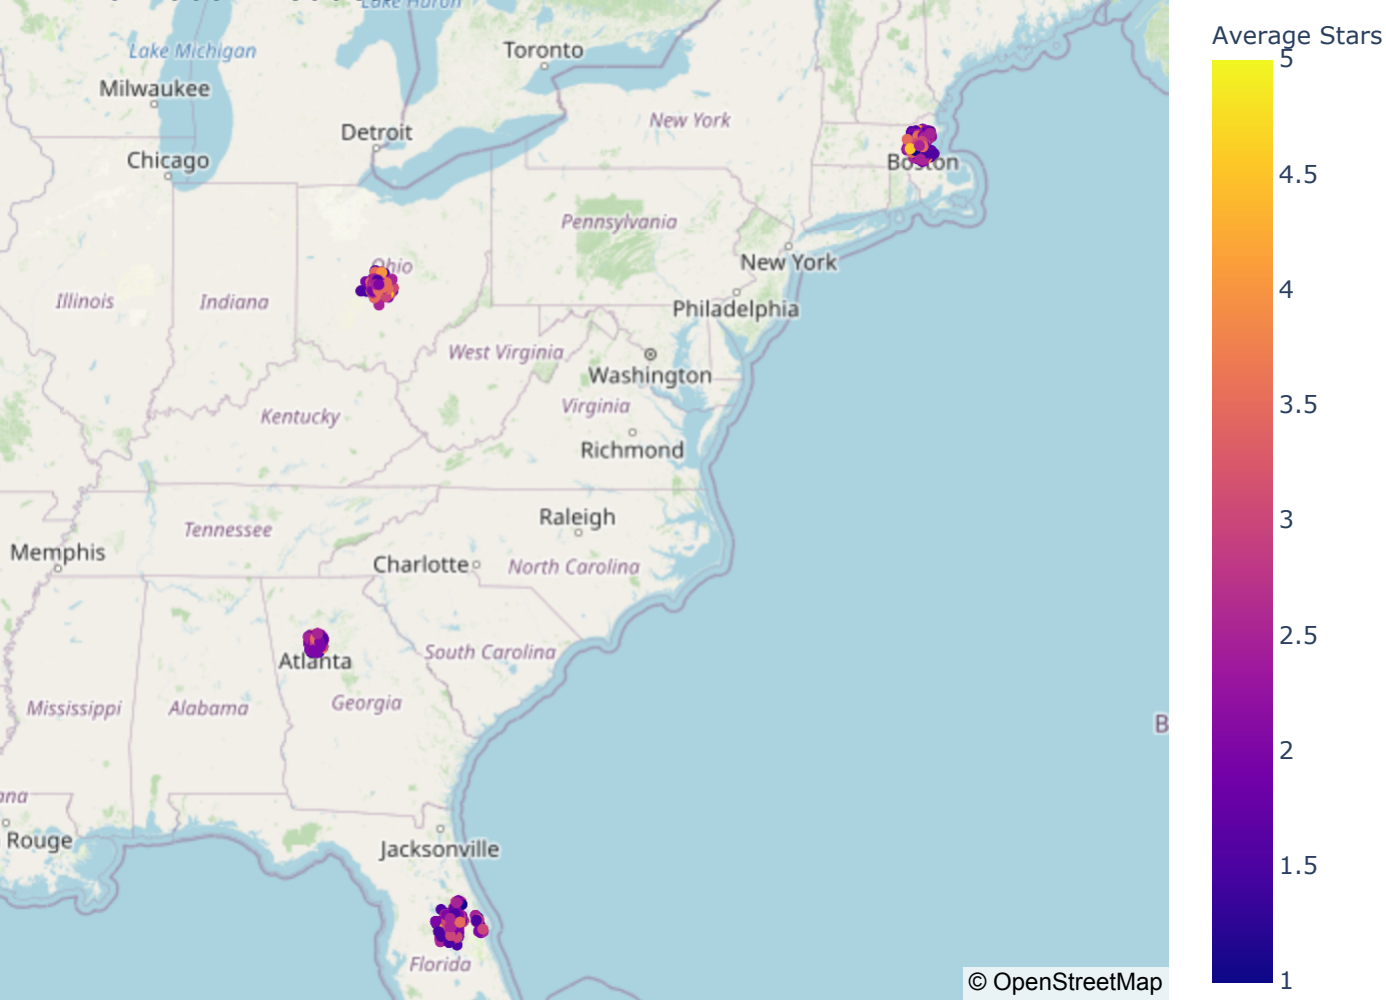 Lake Huron
Average Stars
Lake Michigan
Toronto
5
Milwaukee
New York
Detroit
Chicago
Boston
4.5
Pennsylvania
Ohio
New York
4
Illinois
Indiana
Philadelphia
West Virginia
Washington
Kentucky
Virginia
3.5
Richmond
Raleigh
3
Tennessee
Memphis
Charlotte
North Carolina
2.5
Atlanta
South Carolina
Mississippi
Alabama
Georgia
B
2
ana
Rouge
Jacksonville
1.5
Florida
© OpenStreetMap
1